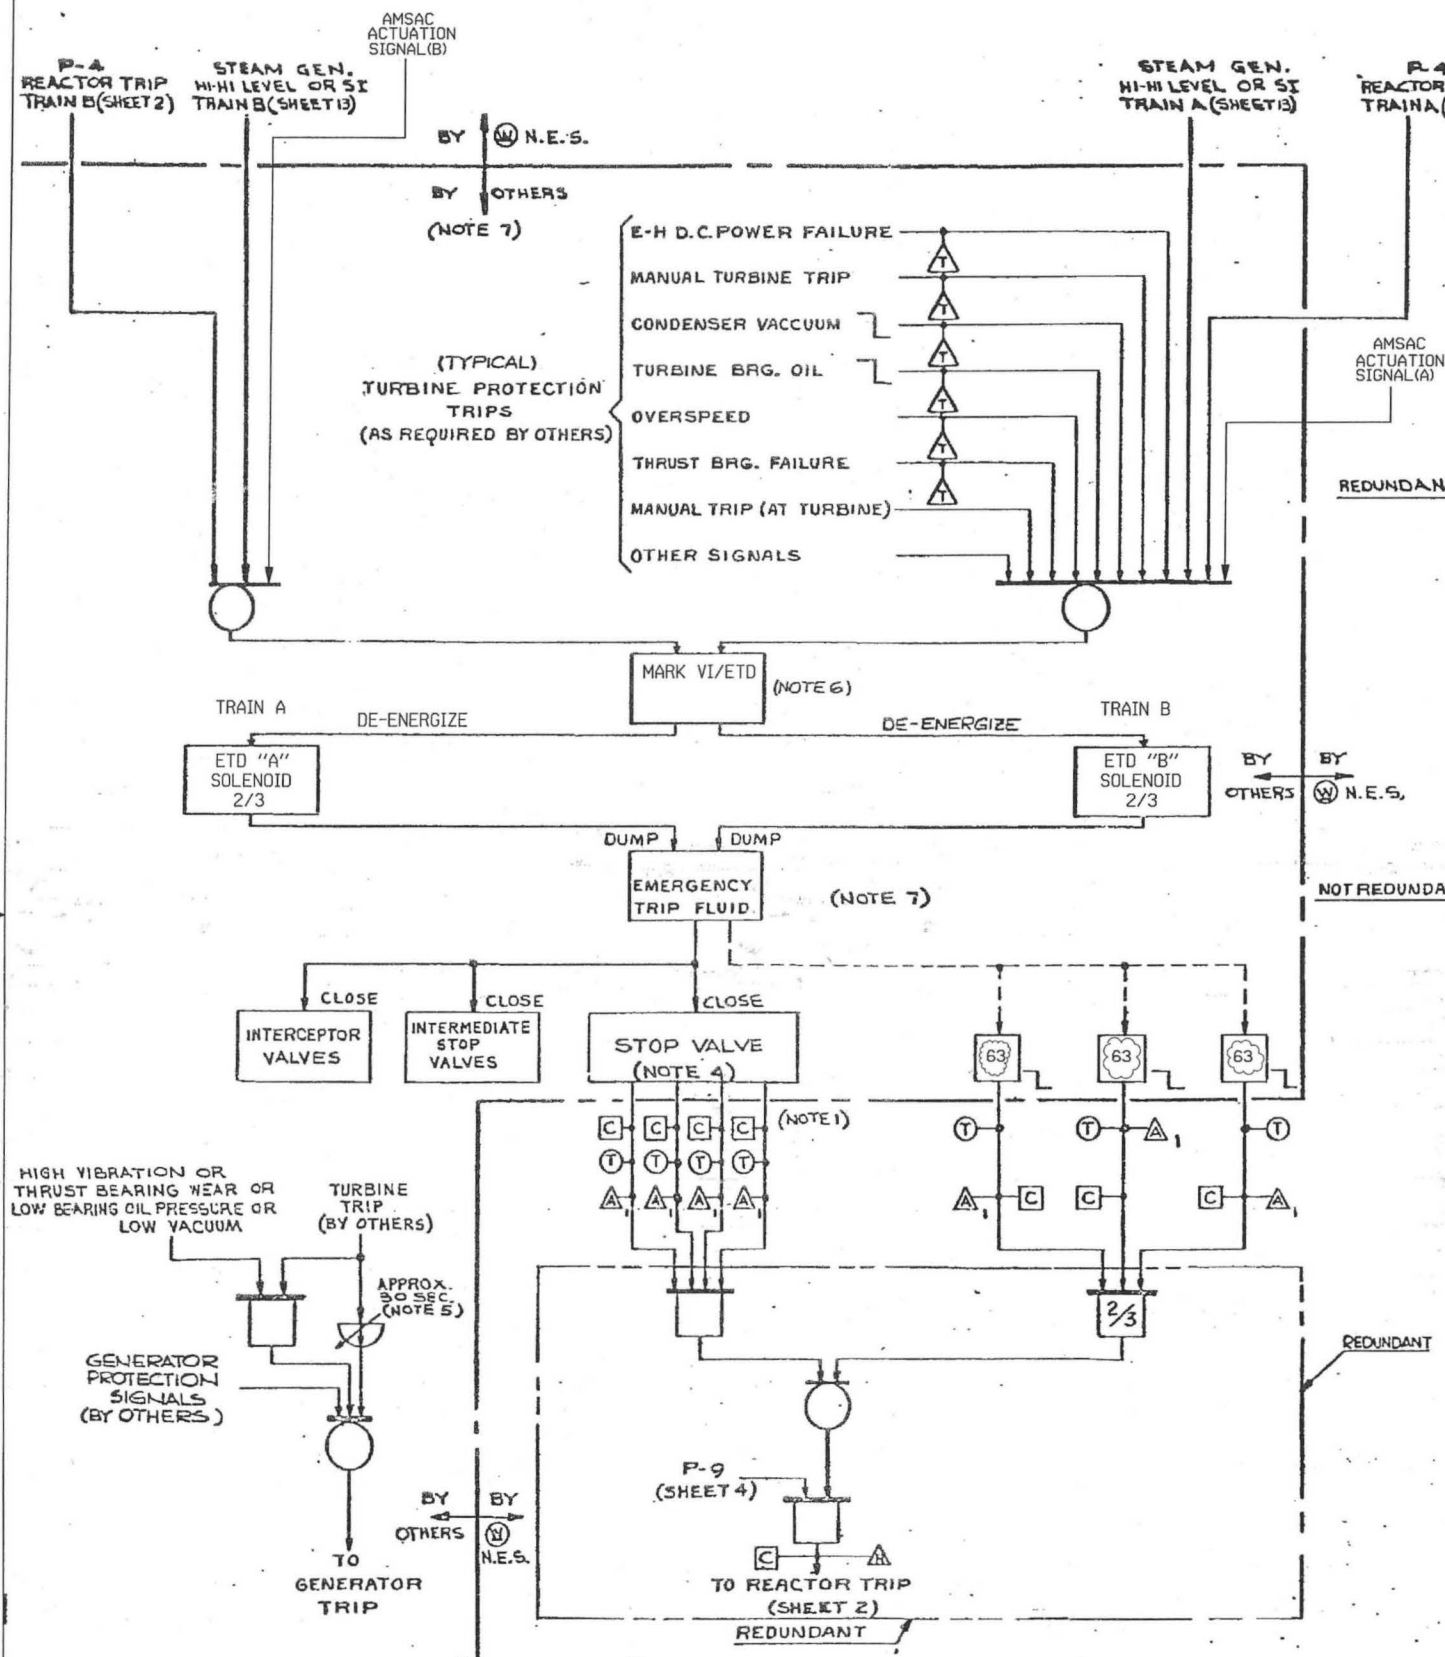 AMSAC
ACTUATION
SIGNAL(B)
P-4
REACTOR TRIP
TRAIN B(SHEET 2)
STEAM GEN.
HI-HI LEVEL OR SI
TRAIN B(SHEET 13)
STEAM GEN.
HI-HI LEVEL OR SI
TRAIN A (SHEET 13)
P-4
REACTOR
TRAIN A (
BY W N.E.S.
BY OTHERS
(NOTE 7)
E-H D.C. POWER FAILURE
T
MANUAL TURBINE TRIP
T
CONDENSER VACCUUM
T
TURBINE BRG. OIL
T
OVERSPEED
T
THRUST BRG. FAILURE
T
MANUAL TRIP (AT TURBINE)
OTHER SIGNALS
(TYPICAL)
TURBINE PROTECTION
TRIPS
(AS REQUIRED BY OTHERS)
AMSAC
ACTUATION
SIGNAL(A)
REDUNDAN
MARK VI/ETD
(NOTE 6)
TRAIN A
DE-ENERGIZE
DE-ENERGIZE
TRAIN B
ETD "A"
SOLENOID
2/3
ETD "B"
SOLENOID
2/3
BY BY
OTHERS W N.E.S.
DUMP DUMP
EMERGENCY
TRIP FLUID
(NOTE 7)
NOT REDUNDA
CLOSE
CLOSE
CLOSE
INTERCEPTOR
VALVES
INTERMEDIATE
STOP
VALVES
STOP VALVE
(NOTE 4)
63
63
63
C C C C
(NOTE 1)
T T T T
A1 A1 A1 A1
T T A1 T
A1 C C C A1
HIGH VIBRATION OR
THRUST BEARING WEAR OR
LOW BEARING OIL PRESSURE OR
LOW VACUUM
TURBINE
TRIP
(BY OTHERS)
APPROX.
30 SEC.
(NOTE 5)
2/3
REDUNDANT
GENERATOR
PROTECTION
SIGNALS
(BY OTHERS)
P-9
(SHEET 4)
BY BY
OTHERS W
N.E.S.
TO
GENERATOR
TRIP
C
TO REACTOR TRIP
(SHEET 2)
REDUNDANT